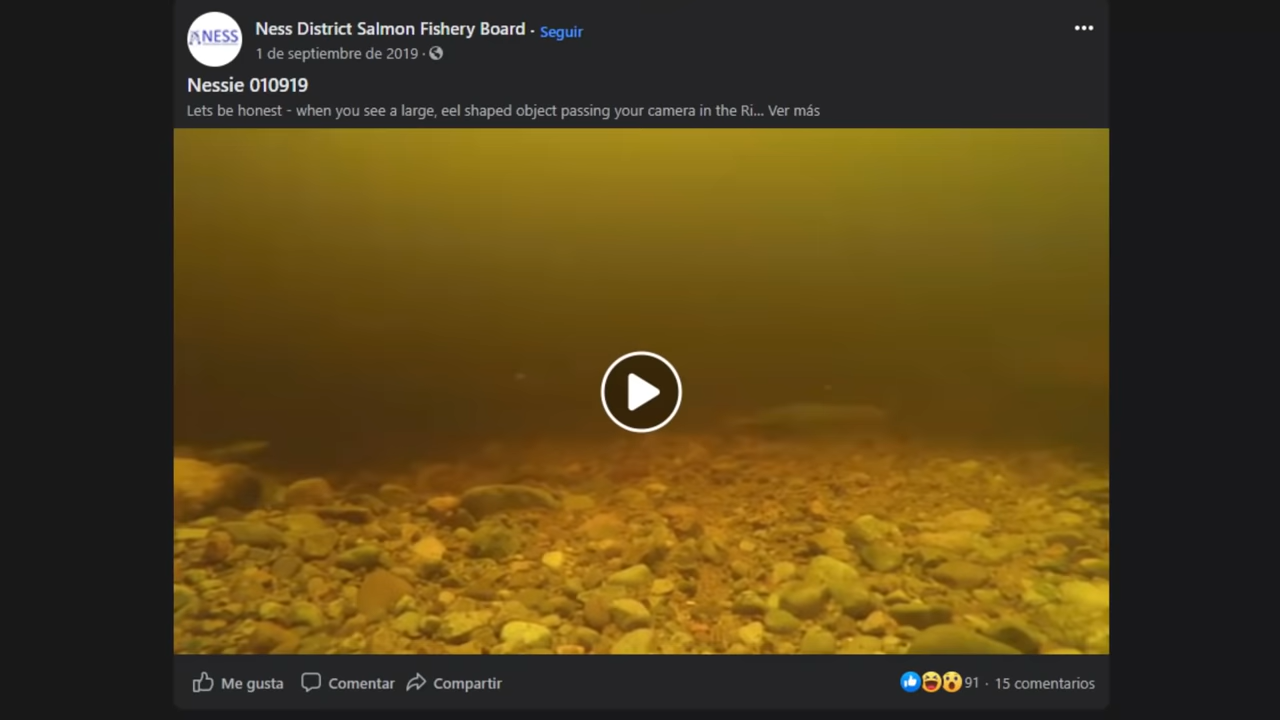 NESS
Ness District Salmon Fishery Board · Seguir
1 de septiembre de 2019 ·
Nessie 010919
Lets be honest - when you see a large, eel shaped object passing your camera in the Ri... Ver más
Me gusta Comentar Compartir 91 · 15 comentarios